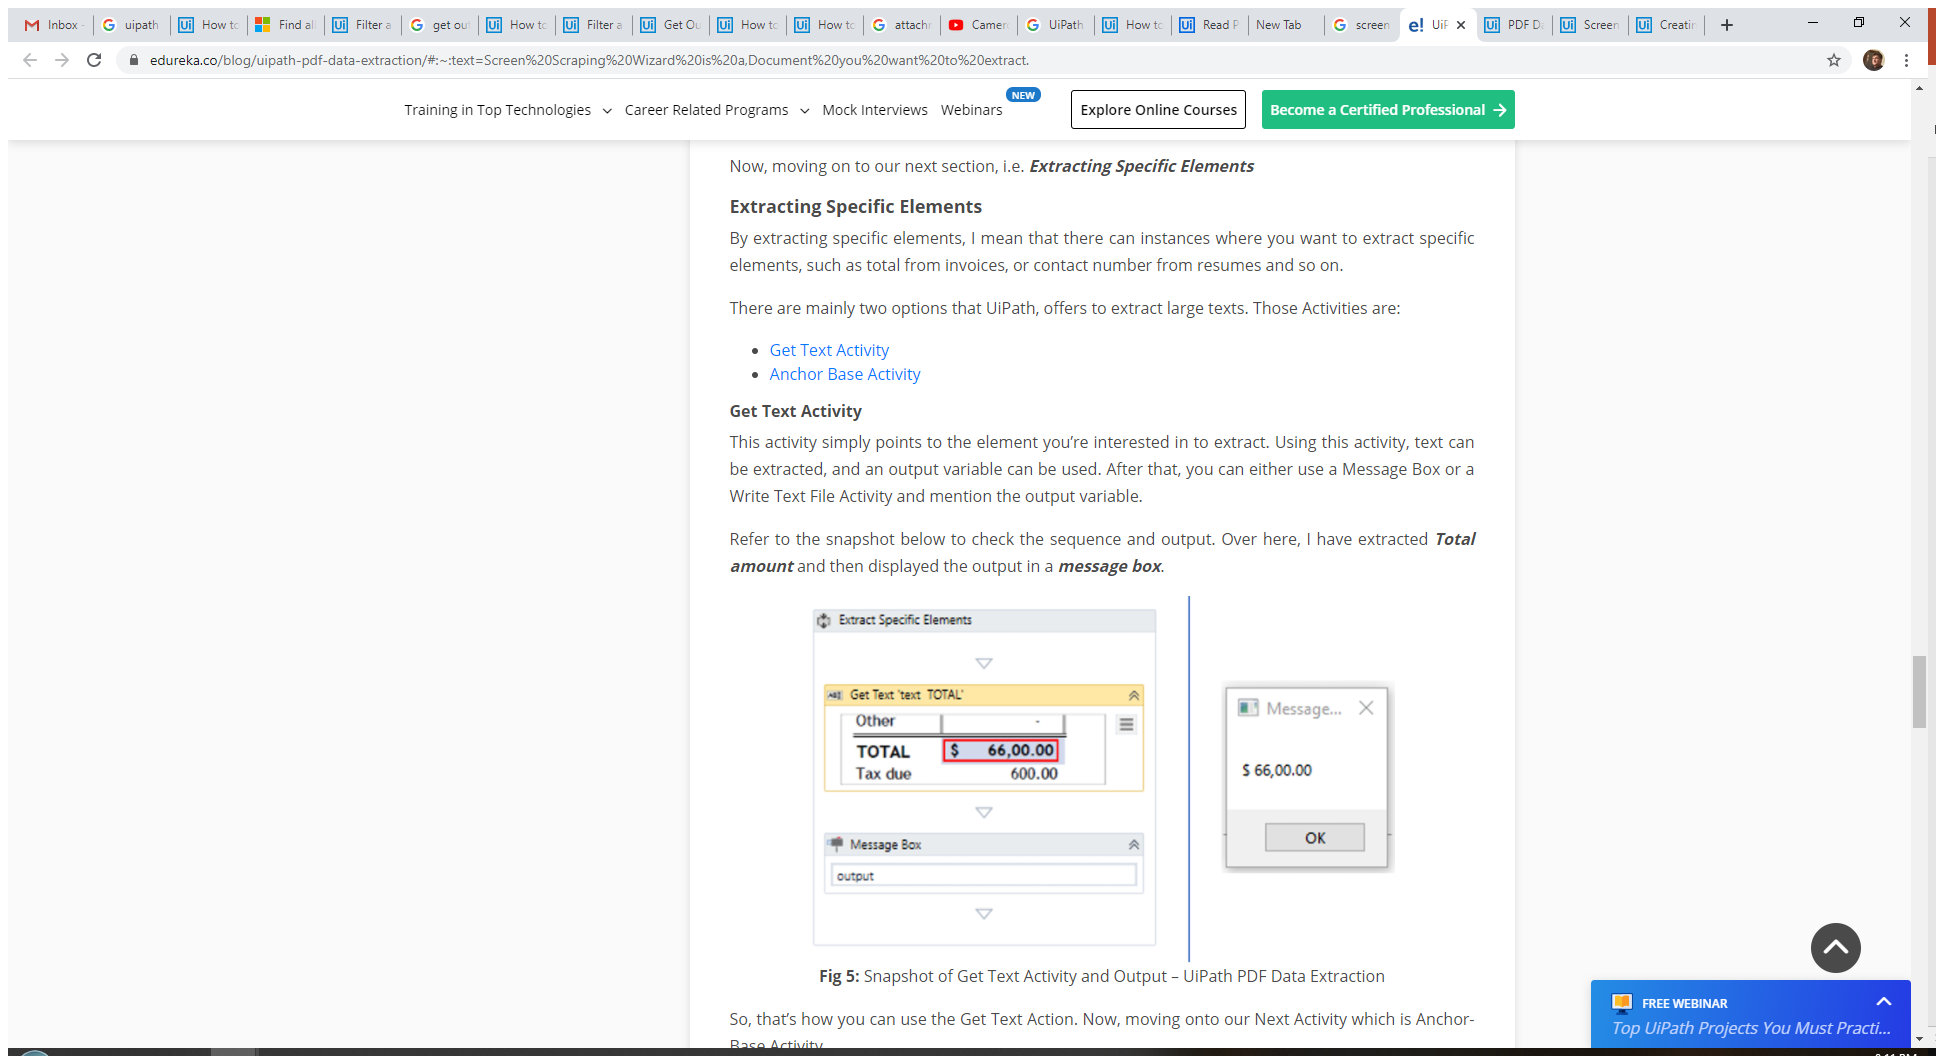 Inbox
uipath
How to
Find all
Filter a
get out
How to
Filter a
Get Ou
How to
How to
attachm
Camer
UiPath
How to
Read P
New Tab
screen
UiP
PDF Da
Screen
Creatin
edureka.co/blog/uipath-pdf-data-extraction/#:~:text=Screen%20Scraping%20Wizard%20is%20a,Document%20you%20want%20to%20extract.
NEW
Training in Top Technologies Career Related Programs Mock Interviews Webinars Explore Online Courses Become a Certified Professional →
Now, moving on to our next section, i.e. Extracting Specific Elements
Extracting Specific Elements
By extracting specific elements, I mean that there can instances where you want to extract specific
elements, such as total from invoices, or contact number from resumes and so on.
There are mainly two options that UiPath, offers to extract large texts. Those Activities are:
• Get Text Activity
• Anchor Base Activity
Get Text Activity
This activity simply points to the element you’re interested in to extract. Using this activity, text can
be extracted, and an output variable can be used. After that, you can either use a Message Box or a
Write Text File Activity and mention the output variable.
Refer to the snapshot below to check the sequence and output. Over here, I have extracted Total
amount and then displayed the output in a message box.
Extract Specific Elements
Get Text 'text TOTAL'
Other -
TOTAL $ 66,00.00
Tax due 600.00
Message Box
output
Message...
$ 66,00.00
OK
Fig 5: Snapshot of Get Text Activity and Output – UiPath PDF Data Extraction
So, that’s how you can use the Get Text Action. Now, moving onto our Next Activity which is Anchor-
Base Activity
FREE WEBINAR
Top UiPath Projects You Must Practi...